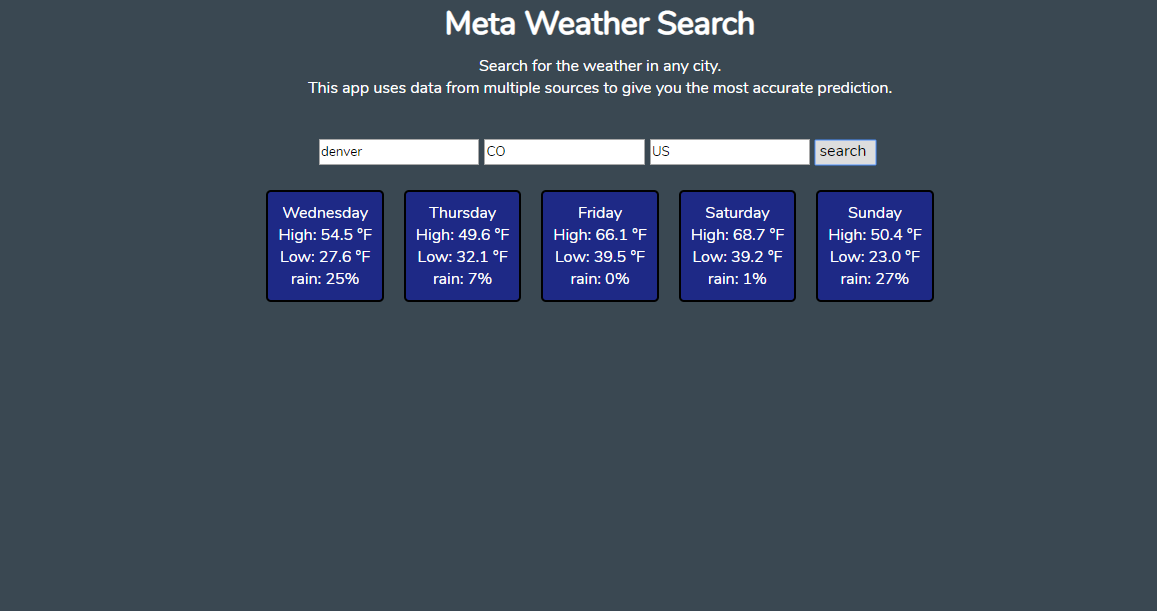 Meta Weather Search
Search for the weather in any city.
This app uses data from multiple sources to give you the most accurate prediction.
denver CO US search
Wednesday
High: 54.5 °F
Low: 27.6 °F
rain: 25%
Thursday
High: 49.6 °F
Low: 32.1 °F
rain: 7%
Friday
High: 66.1 °F
Low: 39.5 °F
rain: 0%
Saturday
High: 68.7 °F
Low: 39.2 °F
rain: 1%
Sunday
High: 50.4 °F
Low: 23.0 °F
rain: 27%